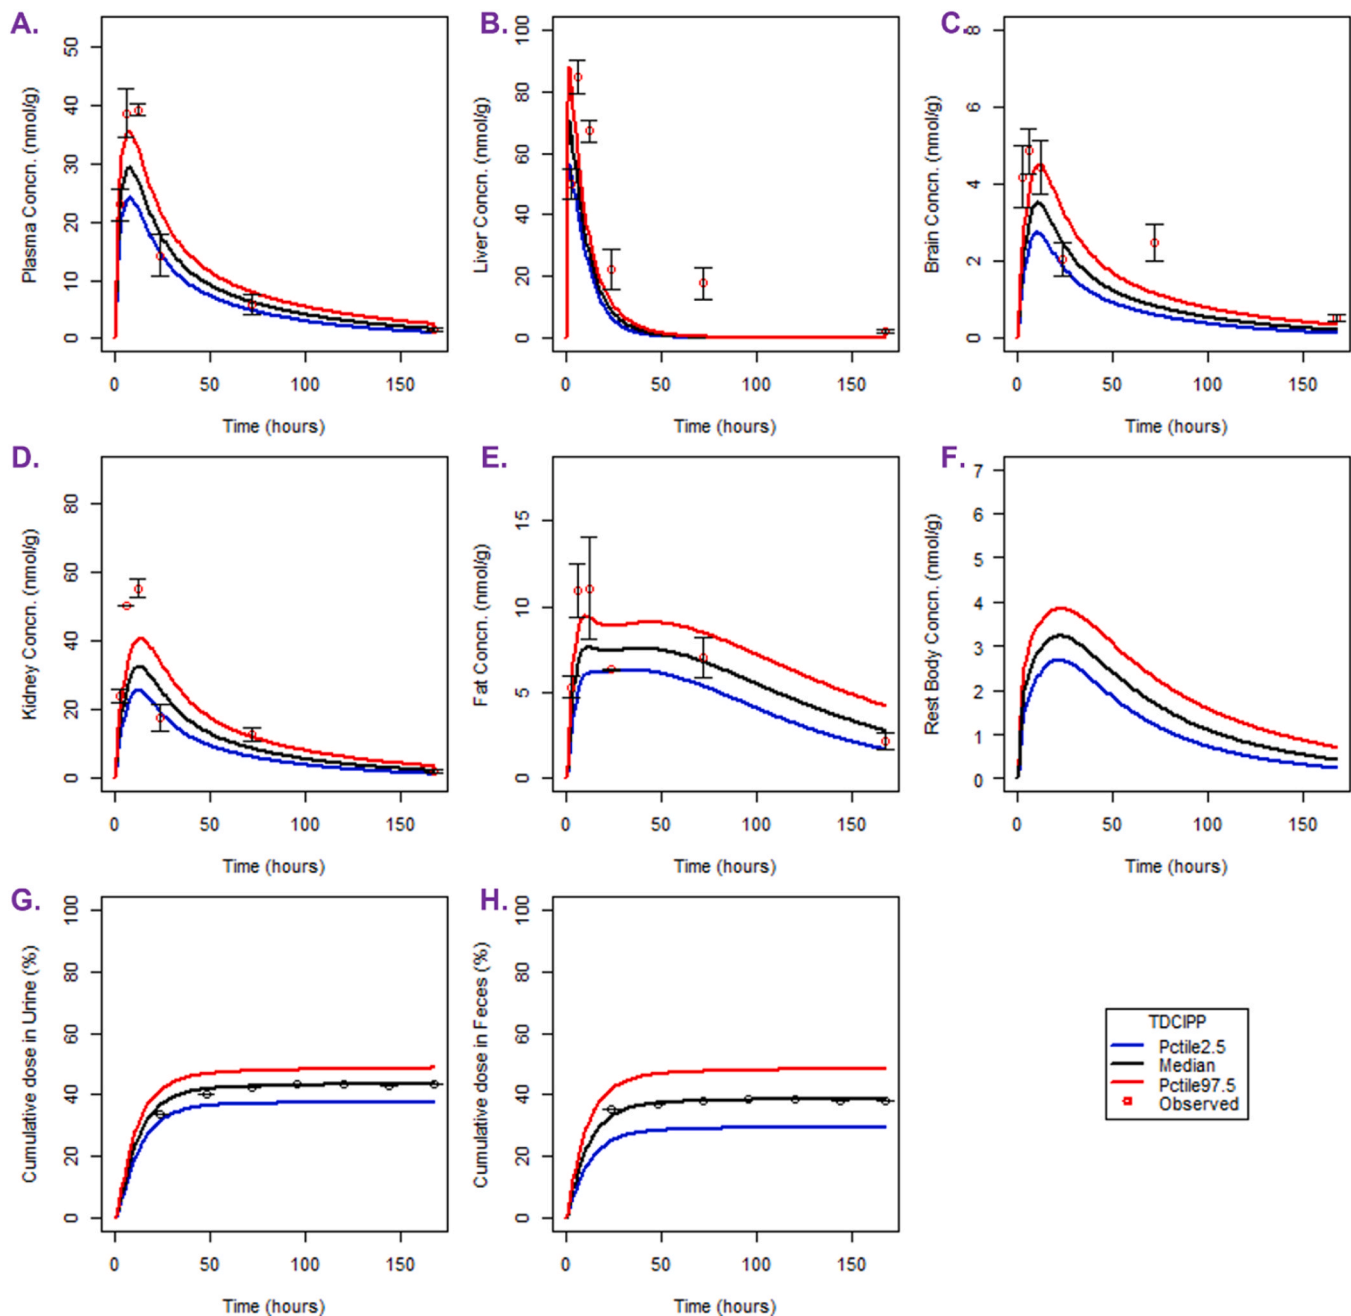 A.
Plasma Concn. (nmol/g)
50
40
30
20
10
0
0 50 100 150
Time (hours)
B.
Liver Concn. (nmol/g)
100
80
60
40
20
0
0 50 100 150
Time (hours)
C.
Brain Concn. (nmol/g)
8
6
4
2
0
0 50 100 150
Time (hours)
D.
Kidney Concn. (nmol/g)
80
60
40
20
0
0 50 100 150
Time (hours)
E.
Fat Concn. (nmol/g)
15
10
5
0
0 50 100 150
Time (hours)
F.
Rest Body Concn. (nmol/g)
7
6
5
4
3
2
1
0
0 50 100 150
Time (hours)
G.
Cumulative dose in Urine (%)
100
80
60
40
20
0
0 50 100 150
Time (hours)
H.
Cumulative dose in Feces (%)
100
80
60
40
20
0
0 50 100 150
Time (hours)
TDCIPP
Pctile2.5
Median
Pctile97.5
Observed